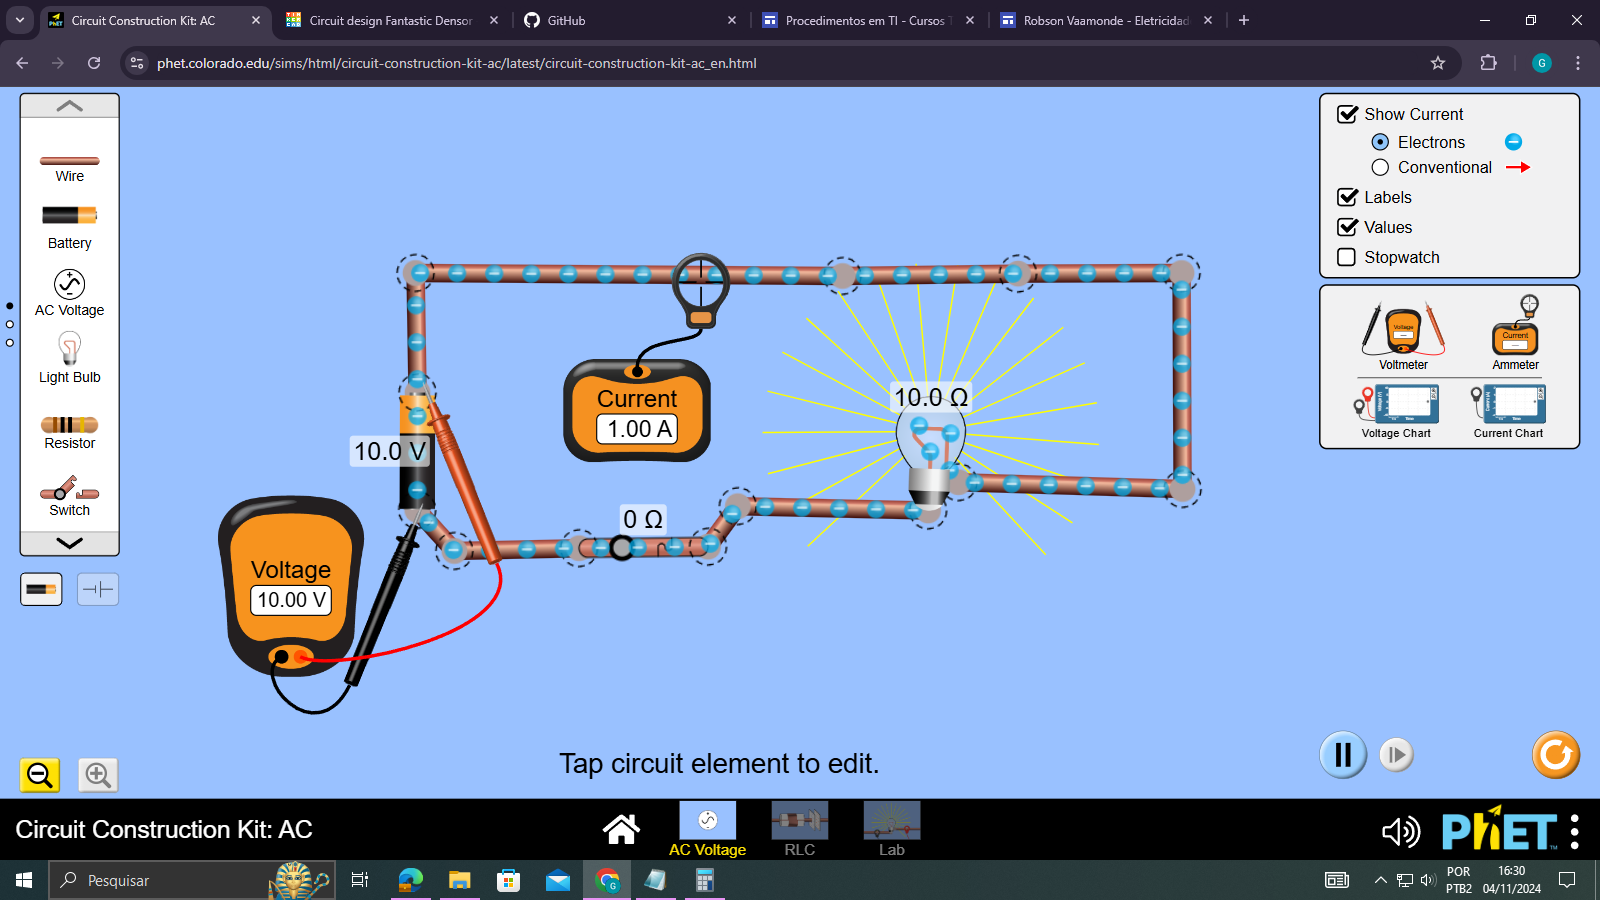 Circuit Construction Kit: AC
Circuit design Fantastic Densor
GitHub
Procedimentos em TI - Cursos T
Robson Vaamonde - Eletricidad
phet.colorado.edu/sims/html/circuit-construction-kit-ac/latest/circuit-construction-kit-ac_en.html
G
Wire
Battery
AC Voltage
Light Bulb
Resistor
Switch
Show Current
Electrons
Conventional
Labels
Values
Stopwatch
Voltage
Current
Voltmeter
Ammeter
Voltage Chart
Current Chart
Current
1.00 A
10.0 Ω
10.0 V
0 Ω
Voltage
10.00 V
Tap circuit element to edit.
Circuit Construction Kit: AC
AC Voltage
RLC
Lab
PhET
Pesquisar
POR
PTB2
16:30
04/11/2024